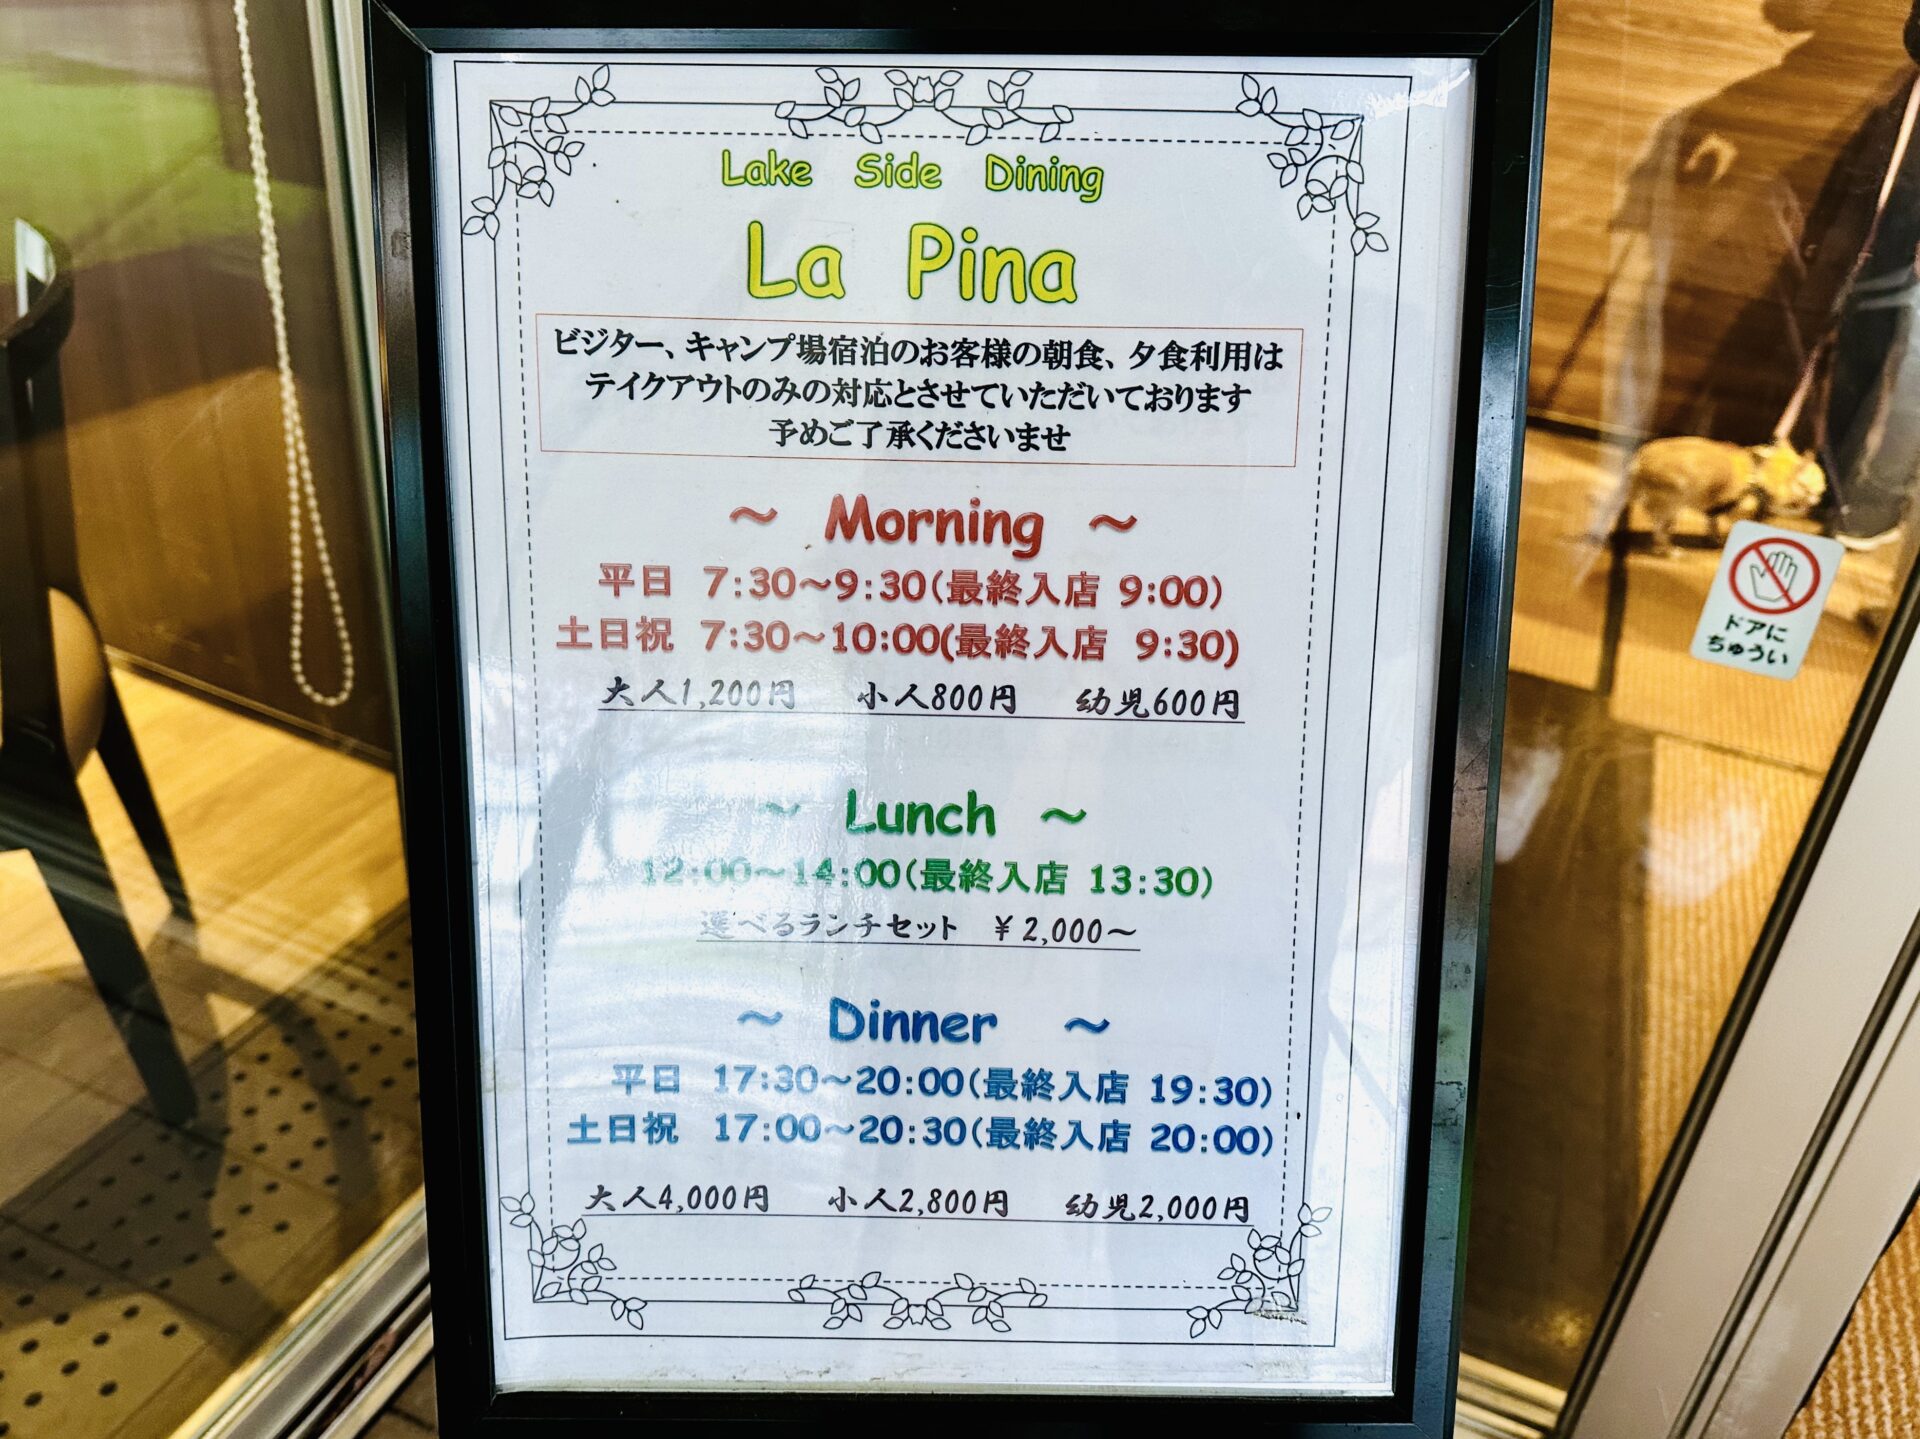 Lake Side Dining
La Pina
ビジター、キャンプ場宿泊のお客様の朝食、夕食利用は
テイクアウトのみの対応とさせていただいております
予めご了承くださいませ
～ Morning ～
平日 7:30～9:30(最終入店 9:00)
土日祝 7:30～10:00(最終入店 9:30)
大人1,200円 小人800円 幼児600円
～ Lunch ～
12:00～14:00(最終入店 13:30)
選べるランチセット ￥2,000～
～ Dinner ～
平日 17:30～20:00(最終入店 19:30)
土日祝 17:00～20:30(最終入店 20:00)
大人4,000円 小人2,800円 幼児2,000円
ドアに
ちゅうい